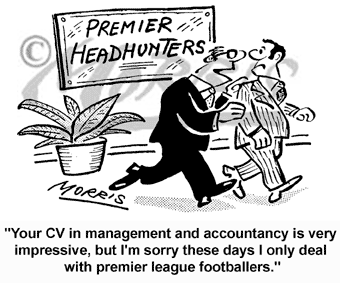 PREMIER
HEADHUNTERS
© Morris
MORRIS
"Your CV in management and accountancy is very
impressive, but I'm sorry these days I only deal
with premier league footballers."